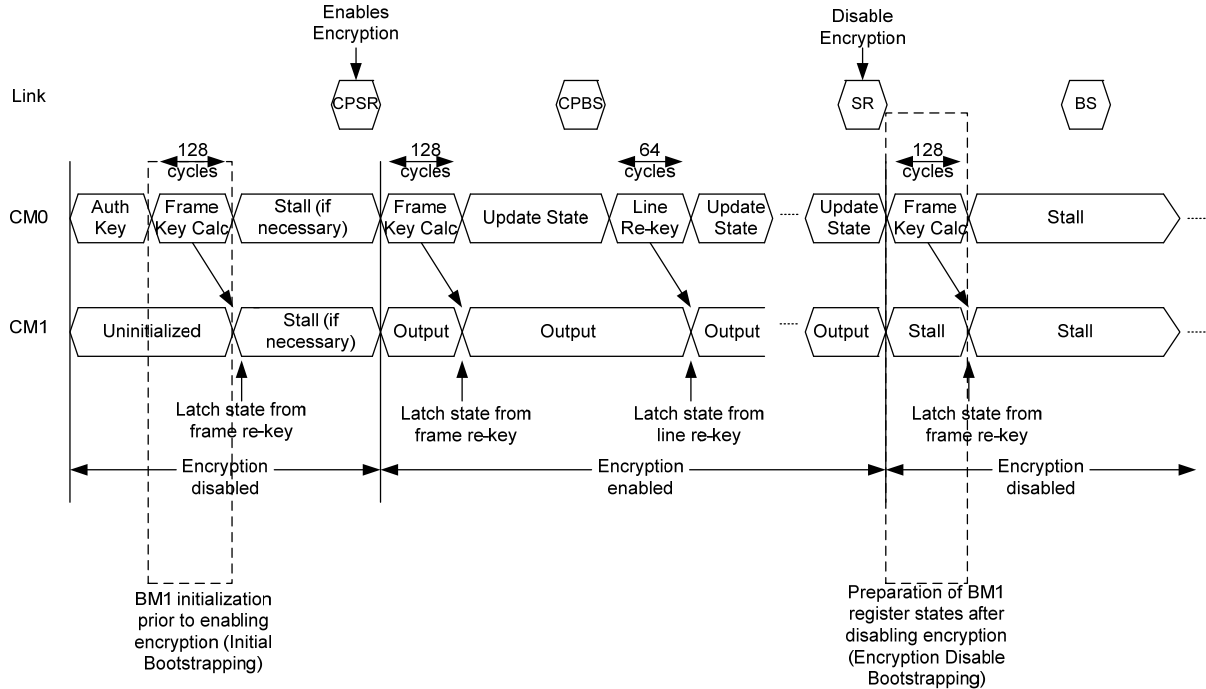 Enables
Encryption
Disable
Encryption
Link
CPSR
CPBS
SR
BS
128
cycles
128
cycles
64
cycles
128
cycles
CM0
Auth
Key
Frame
Key Calc
Stall (if
necessary)
Frame
Key Calc
Update State
Line
Re-key
Update
State
Update
State
Frame
Key Calc
Stall
CM1
Uninitialized
Stall (if
necessary)
Output
Output
Output
Output
Stall
Stall
Latch state from
frame re-key
Latch state from
frame re-key
Latch state from
line re-key
Latch state from
frame re-key
Encryption
disabled
Encryption
enabled
Encryption
disabled
BM1 initialization
prior to enabling
encryption (Initial
Bootstrapping)
Preparation of BM1
register states after
disabling encryption
(Encryption Disable
Bootstrapping)